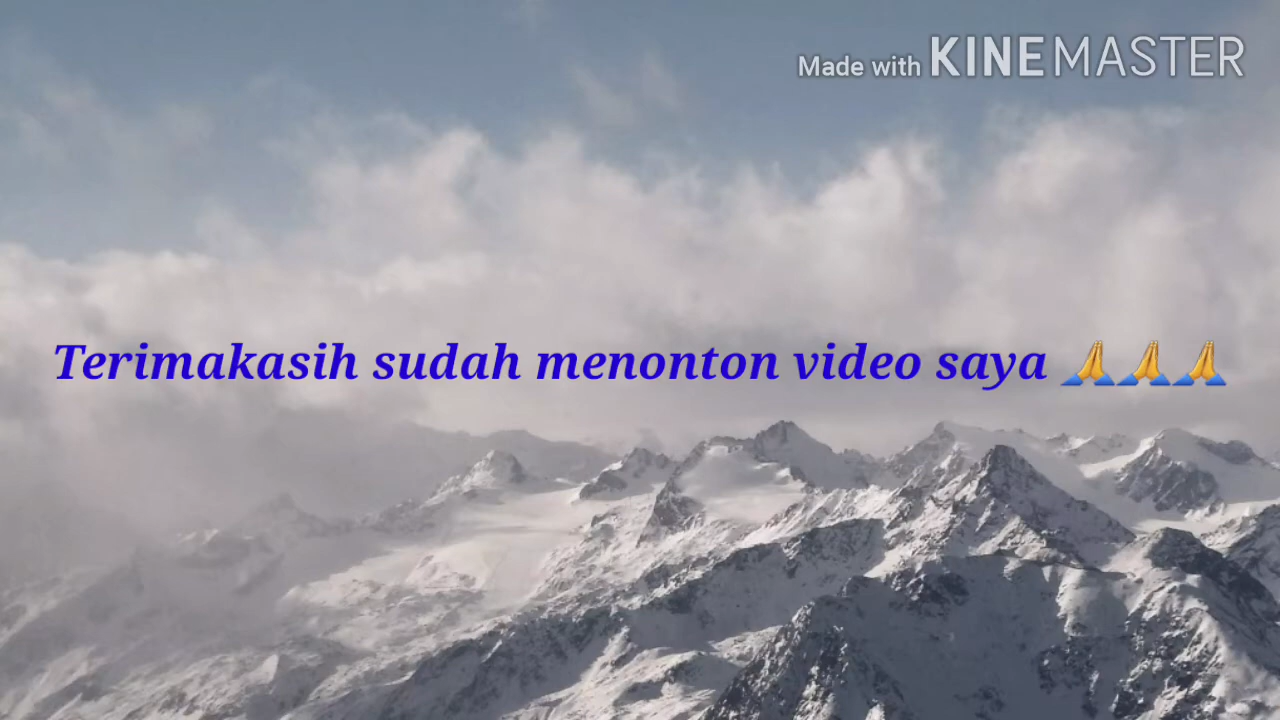 Made with KINEMASTER
Terimakasih sudah menonton video saya 🙏🙏🙏